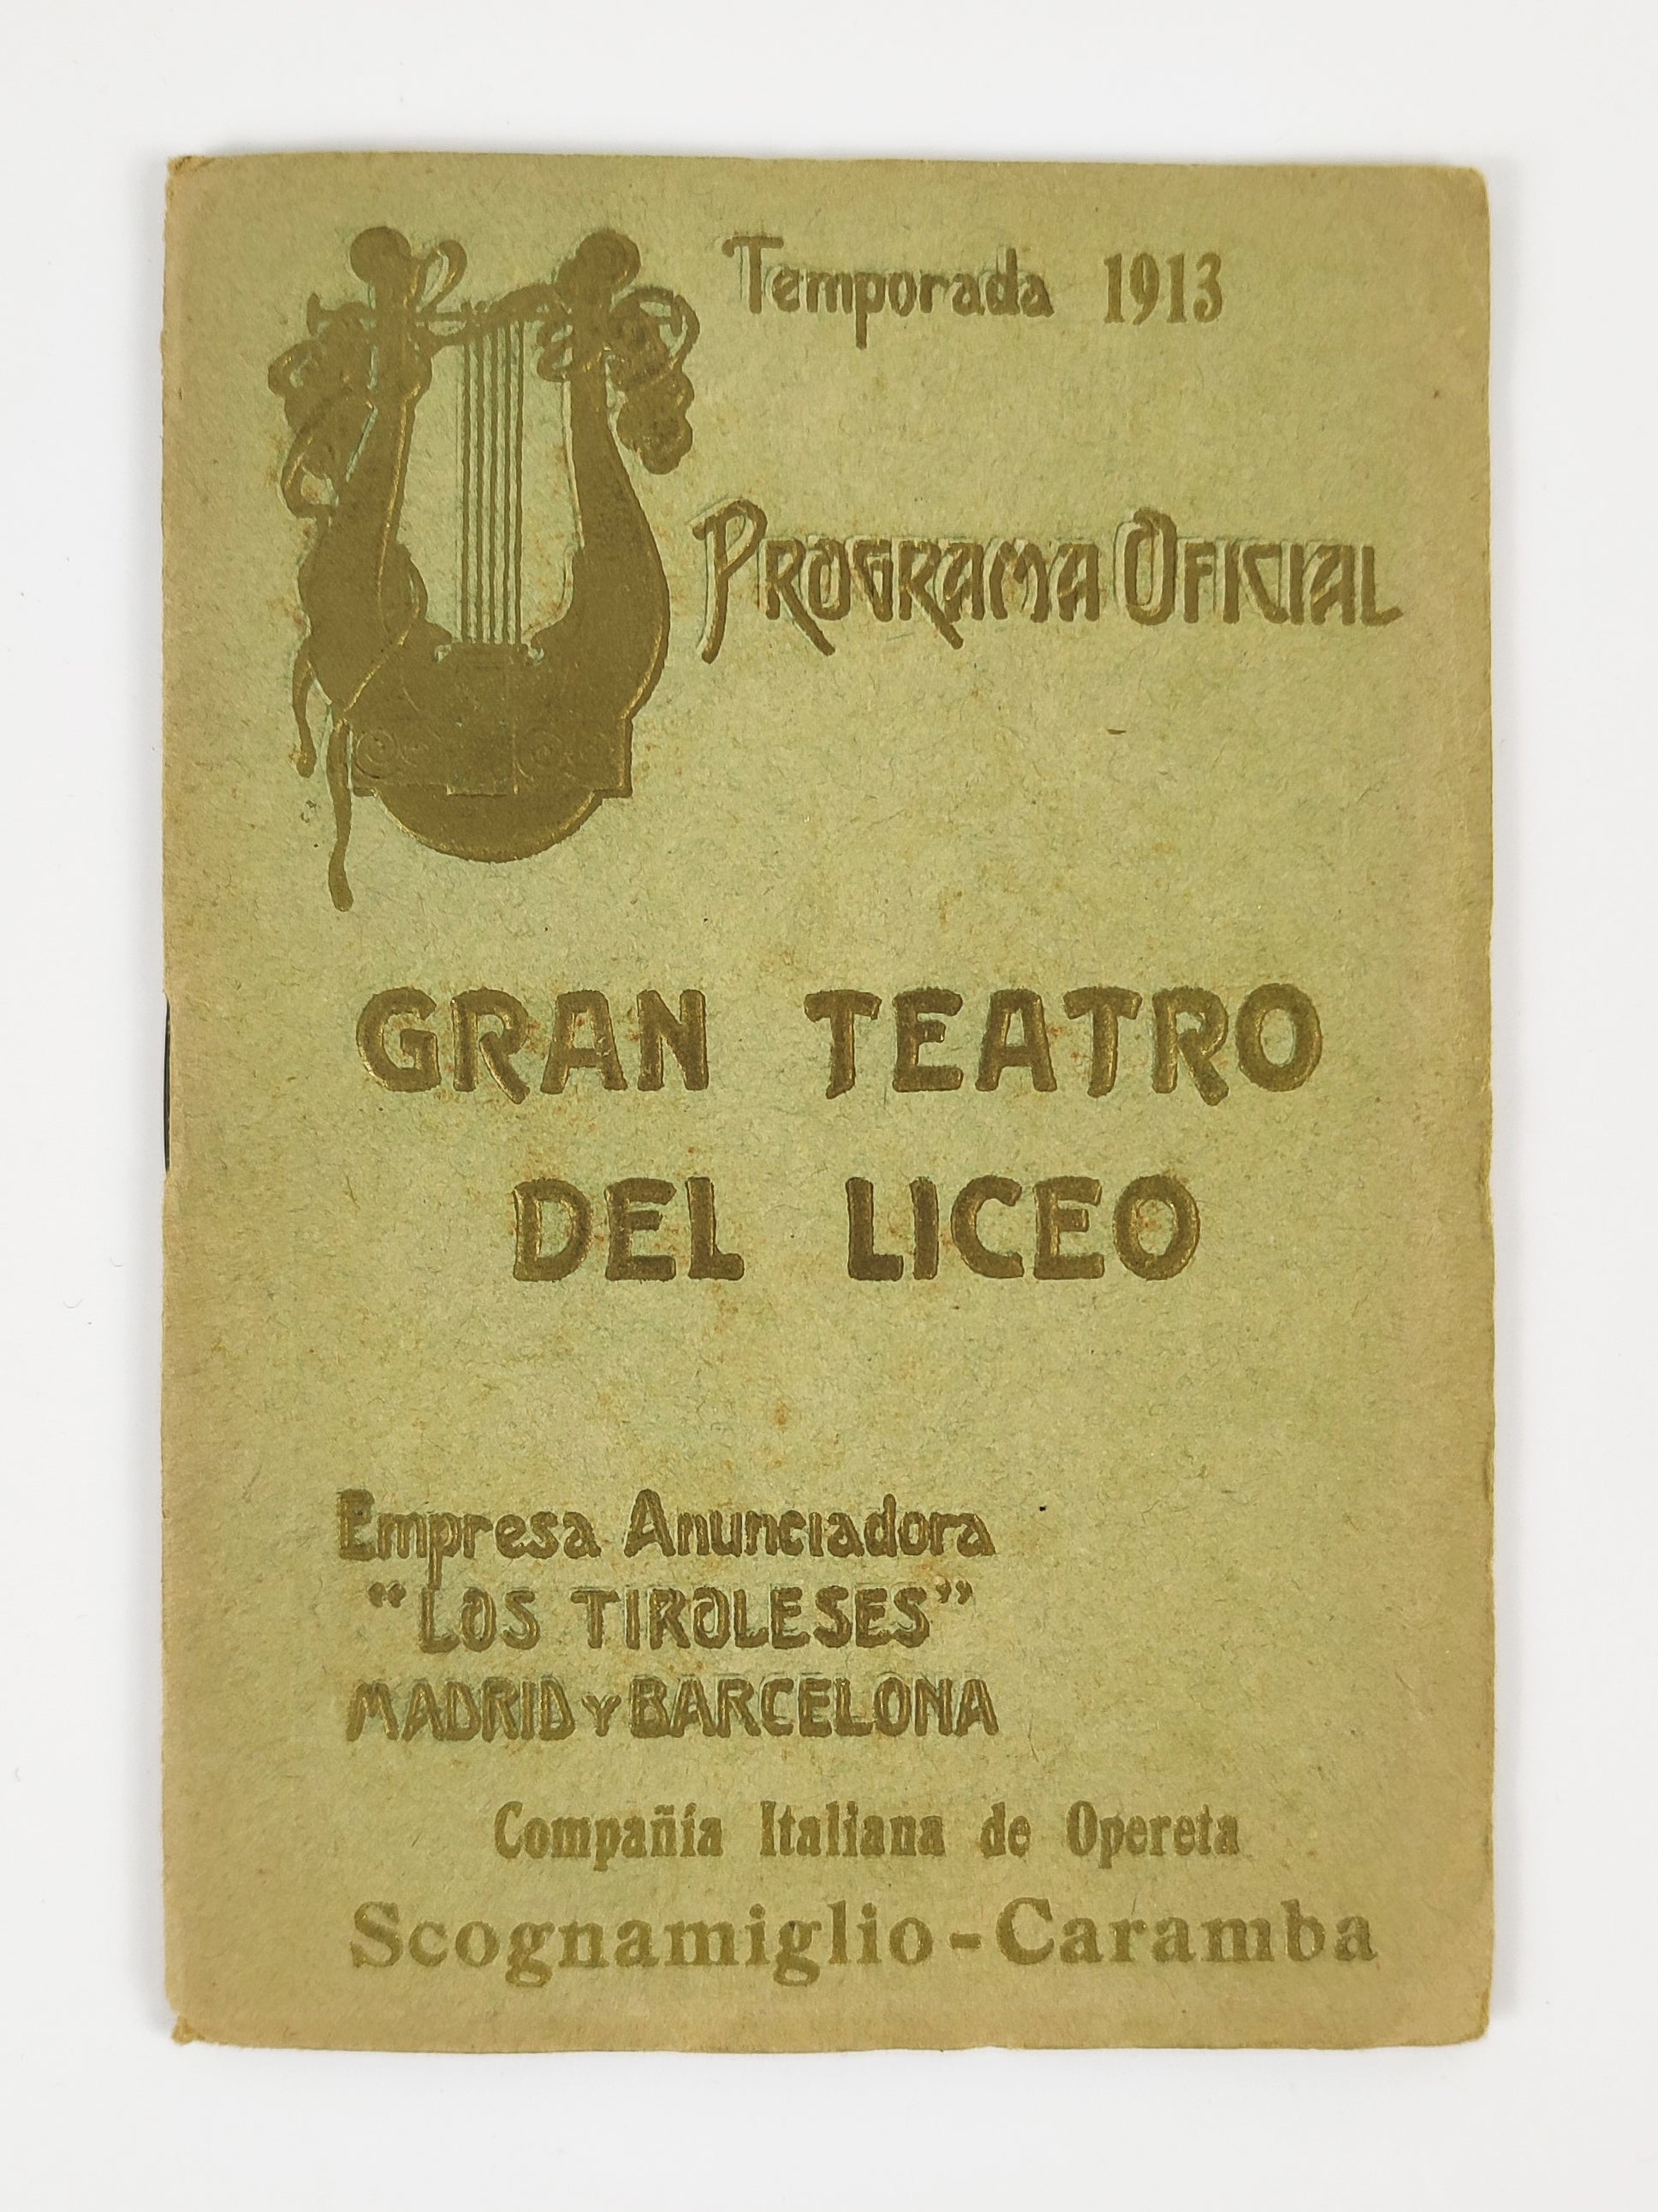 Temporada 1913
PROGRAMA OFICIAL
GRAN TEATRO
DEL LICEO
Empresa Anunciadora
“LOS TIROLESES”
MADRID Y BARCELONA
Compañía Italiana de Opereta
Scognamiglio - Caramba